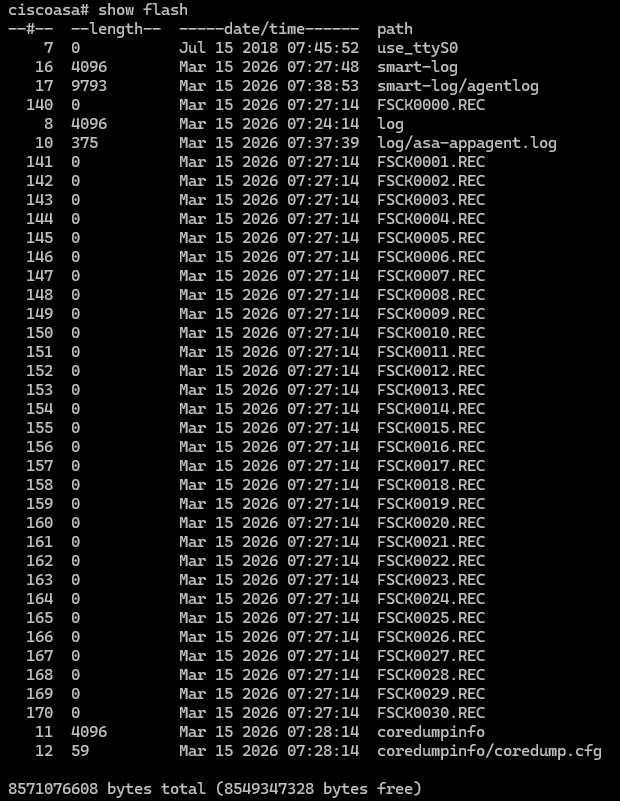 ciscoasa# show flash
--#--  --length--  -----date/time------  path
    7  0           Jul 15 2018 07:45:52  use_ttyS0
   16  4096        Mar 15 2026 07:27:48  smart-log
   17  9793        Mar 15 2026 07:38:53  smart-log/agentlog
  140  0           Mar 15 2026 07:27:14  FSCK0000.REC
    8  4096        Mar 15 2026 07:24:14  log
   10  375         Mar 15 2026 07:37:39  log/asa-appagent.log
  141  0           Mar 15 2026 07:27:14  FSCK0001.REC
  142  0           Mar 15 2026 07:27:14  FSCK0002.REC
  143  0           Mar 15 2026 07:27:14  FSCK0003.REC
  144  0           Mar 15 2026 07:27:14  FSCK0004.REC
  145  0           Mar 15 2026 07:27:14  FSCK0005.REC
  146  0           Mar 15 2026 07:27:14  FSCK0006.REC
  147  0           Mar 15 2026 07:27:14  FSCK0007.REC
  148  0           Mar 15 2026 07:27:14  FSCK0008.REC
  149  0           Mar 15 2026 07:27:14  FSCK0009.REC
  150  0           Mar 15 2026 07:27:14  FSCK0010.REC
  151  0           Mar 15 2026 07:27:14  FSCK0011.REC
  152  0           Mar 15 2026 07:27:14  FSCK0012.REC
  153  0           Mar 15 2026 07:27:14  FSCK0013.REC
  154  0           Mar 15 2026 07:27:14  FSCK0014.REC
  155  0           Mar 15 2026 07:27:14  FSCK0015.REC
  156  0           Mar 15 2026 07:27:14  FSCK0016.REC
  157  0           Mar 15 2026 07:27:14  FSCK0017.REC
  158  0           Mar 15 2026 07:27:14  FSCK0018.REC
  159  0           Mar 15 2026 07:27:14  FSCK0019.REC
  160  0           Mar 15 2026 07:27:14  FSCK0020.REC
  161  0           Mar 15 2026 07:27:14  FSCK0021.REC
  162  0           Mar 15 2026 07:27:14  FSCK0022.REC
  163  0           Mar 15 2026 07:27:14  FSCK0023.REC
  164  0           Mar 15 2026 07:27:14  FSCK0024.REC
  165  0           Mar 15 2026 07:27:14  FSCK0025.REC
  166  0           Mar 15 2026 07:27:14  FSCK0026.REC
  167  0           Mar 15 2026 07:27:14  FSCK0027.REC
  168  0           Mar 15 2026 07:27:14  FSCK0028.REC
  169  0           Mar 15 2026 07:27:14  FSCK0029.REC
  170  0           Mar 15 2026 07:27:14  FSCK0030.REC
   11  4096        Mar 15 2026 07:28:14  coredumpinfo
   12  59          Mar 15 2026 07:28:14  coredumpinfo/coredump.cfg

8571076608 bytes total (8549347328 bytes free)